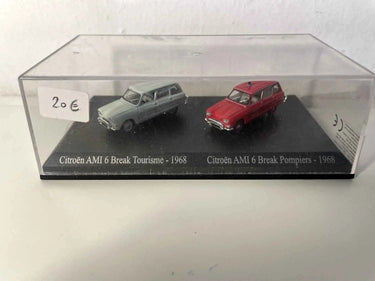 20€
Citroën AMI 6 Break Tourisme - 1968
Citroën AMI 6 Break Pompiers - 1968